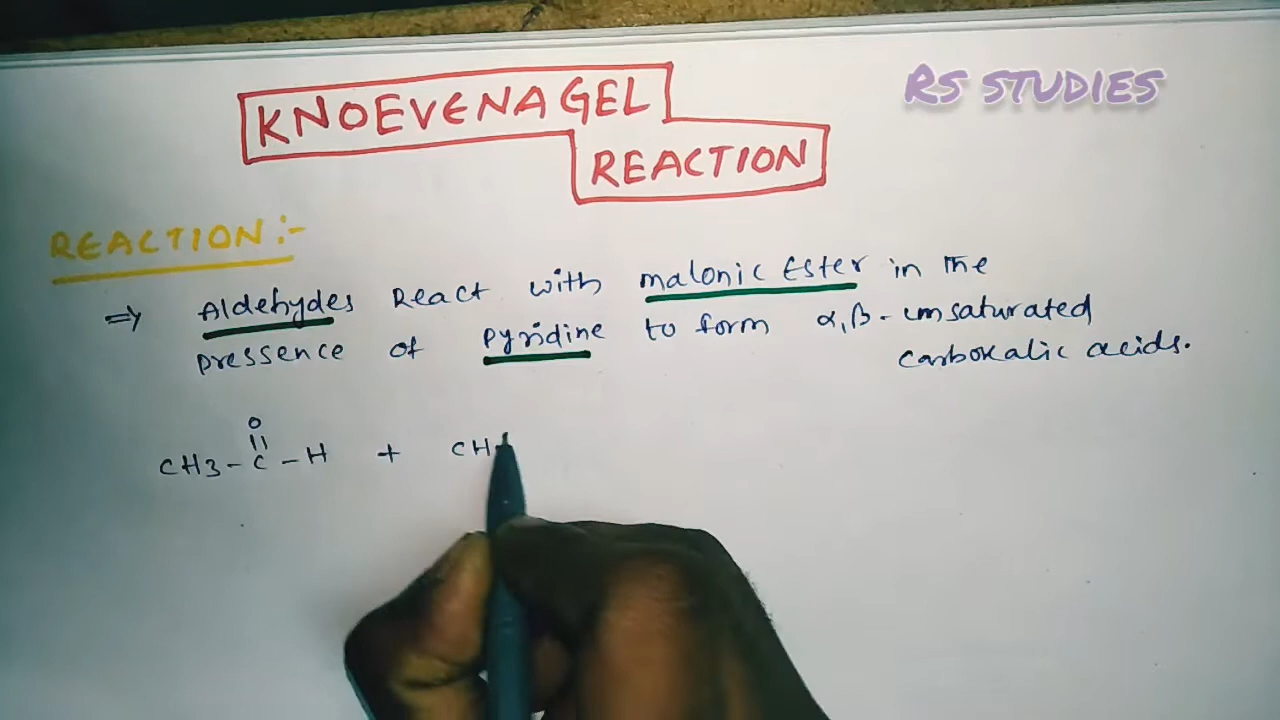 RS STUDIES
KNOEVENAGEL
REACTION
REACTION :-
⇒ Aldehydes React with malonic Ester in the
pressence of pyridine to form α,β-unsaturated
carboxalic acids.
O
||
CH3-C-H + CH